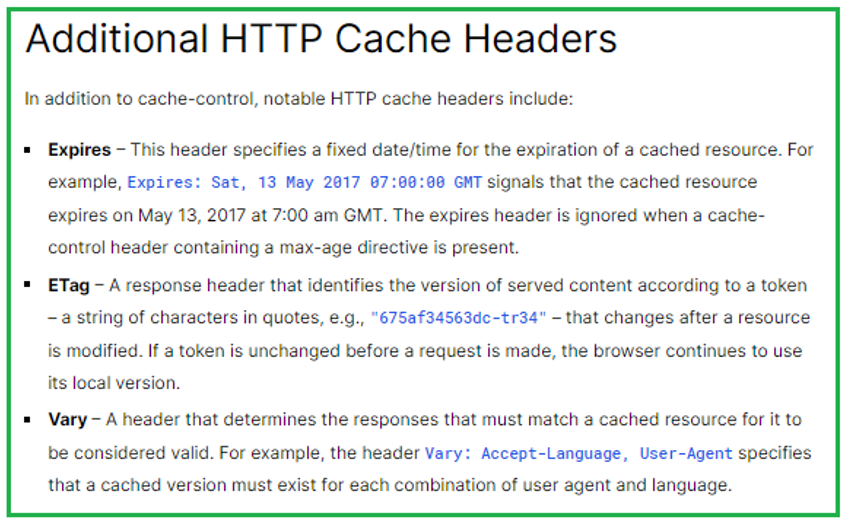 Additional HTTP Cache Headers
In addition to cache-control, notable HTTP cache headers include:
▪ Expires – This header specifies a fixed date/time for the expiration of a cached resource. For
example, Expires: Sat, 13 May 2017 07:00:00 GMT signals that the cached resource
expires on May 13, 2017 at 7:00 am GMT. The expires header is ignored when a cache-
control header containing a max-age directive is present.
▪ ETag – A response header that identifies the version of served content according to a token
– a string of characters in quotes, e.g., "675af34563dc-tr34" – that changes after a resource
is modified. If a token is unchanged before a request is made, the browser continues to use
its local version.
▪ Vary – A header that determines the responses that must match a cached resource for it to
be considered valid. For example, the header Vary: Accept-Language, User-Agent specifies
that a cached version must exist for each combination of user agent and language.